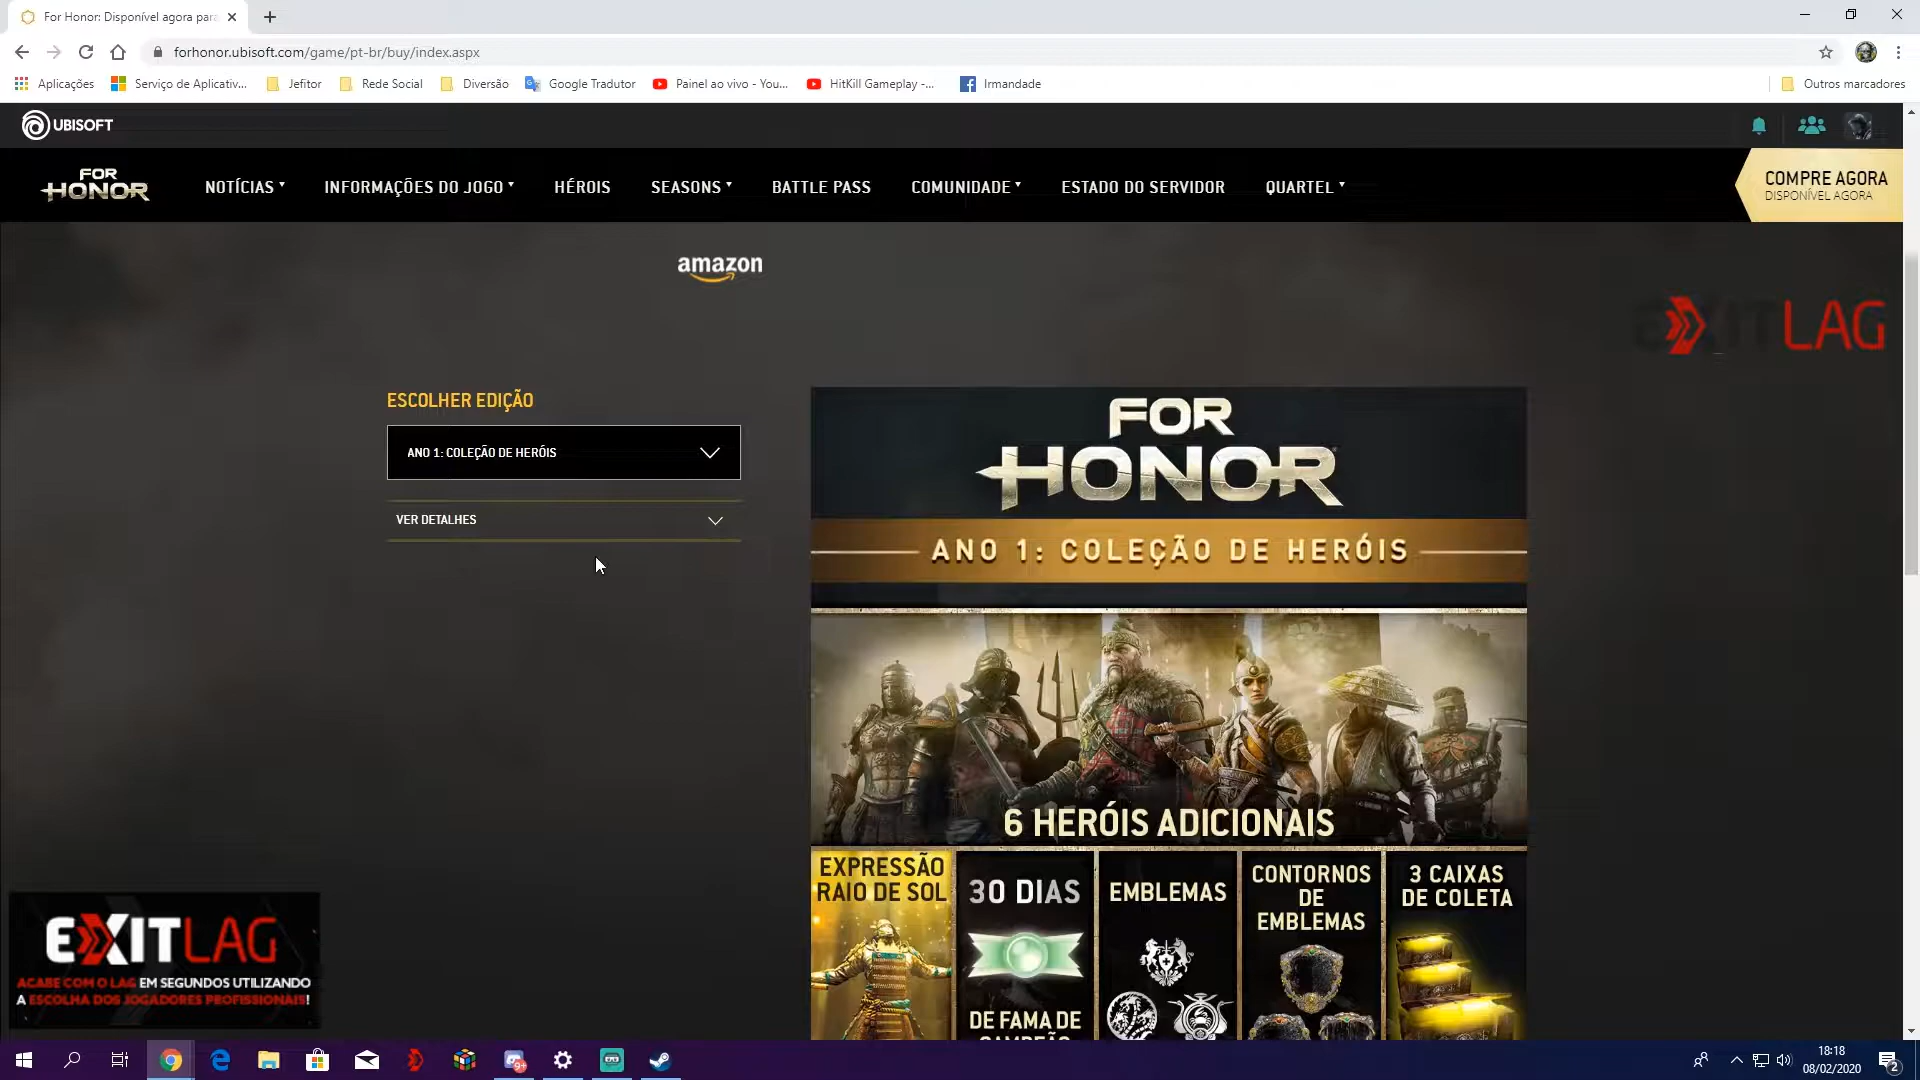 For Honor: Disponível agora para
forhonor.ubisoft.com/game/pt-br/buy/index.aspx
Aplicações
Serviço de Aplicativ...
Jefitor
Rede Social
Diversão
Google Tradutor
Painel ao vivo - You...
HitKill Gameplay -...
Irmandade
Outros marcadores
UBISOFT
FOR
HONOR
NOTÍCIAS
INFORMAÇÕES DO JOGO
HÉROIS
SEASONS
BATTLE PASS
COMUNIDADE
ESTADO DO SERVIDOR
QUARTEL
COMPRE AGORA
DISPONÍVEL AGORA
amazon
EXITLAG
ESCOLHER EDIÇÃO
ANO 1: COLEÇÃO DE HERÓIS
VER DETALHES
FOR
HONOR
ANO 1: COLEÇÃO DE HERÓIS
6 HERÓIS ADICIONAIS
EXPRESSÃO
RAIO DE SOL
30 DIAS
DE FAMA DE
CAMPEÃO
EMBLEMAS
CONTORNOS
DE
EMBLEMAS
3 CAIXAS
DE COLETA
EXITLAG
ACABE COM O LAG EM SEGUNDOS UTILIZANDO
A ESCOLHA DOS JOGADORES PROFISSIONAIS!
9+
18:18
08/02/2020
2